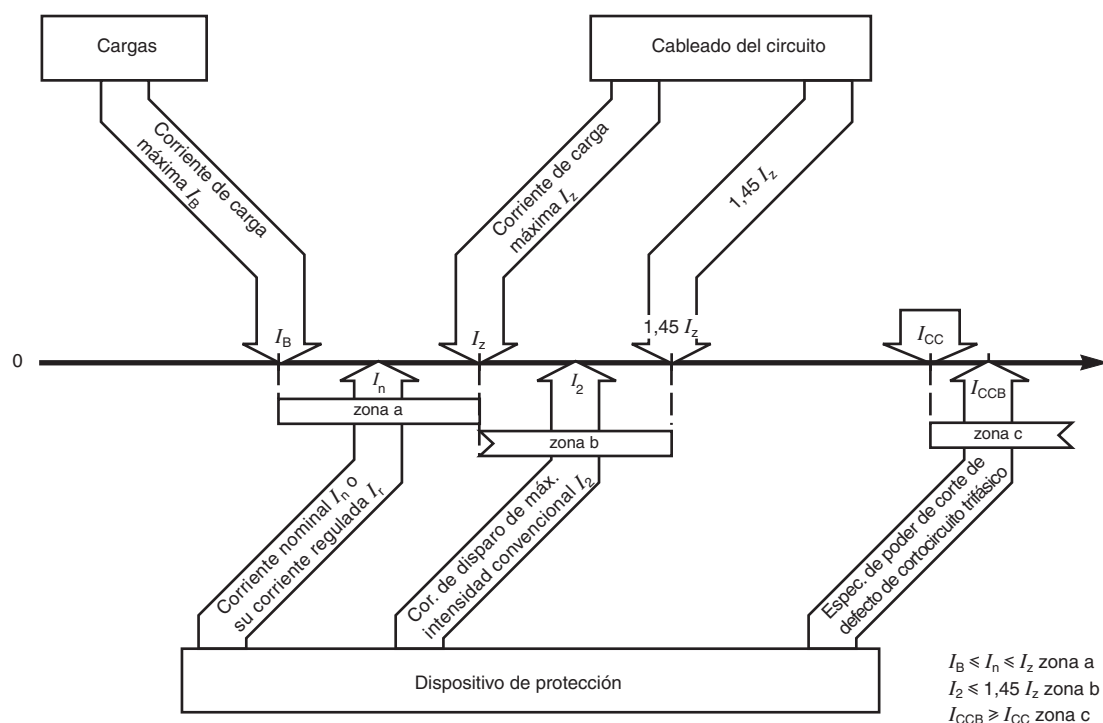 Cargas
Cableado del circuito
Corriente de carga
máxima I_B
Corriente de carga
máxima I_z
1,45 I_z
0
I_B
I_z
1,45 I_z
I_CC
I_n
I_2
I_CCB
zona a
zona b
zona c
Corriente nominal I_n o
su corriente regulada I_r
Cor. de disparo de máx.
intensidad convencional I_2
Espec. de poder de corte de
defecto de cortocircuito trifásico
Dispositivo de protección
I_B ⩽ I_n ⩽ I_z zona a
I_2 ⩽ 1,45 I_z zona b
I_CCB ⩾ I_CC zona c